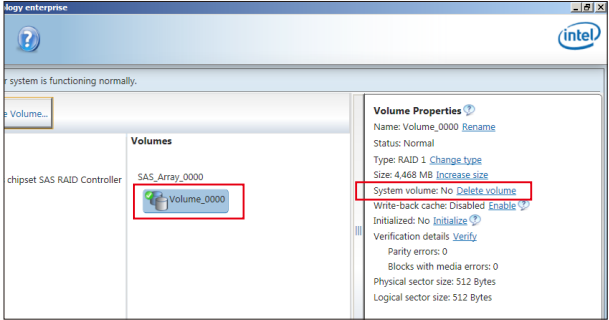 ology enterprise
?
intel
r system is functioning normally.
e Volume...
Volumes
chipset SAS RAID Controller
SAS_Array_0000
Volume_0000
Volume Properties ?
Name: Volume_0000 Rename
Status: Normal
Type: RAID 1 Change type
Size: 4,468 MB Increase size
System volume: No Delete volume
Write-back cache: Disabled Enable ?
Initialized: No Initialize ?
Verification details Verify
Parity errors: 0
Blocks with media errors: 0
Physical sector size: 512 Bytes
Logical sector size: 512 Bytes